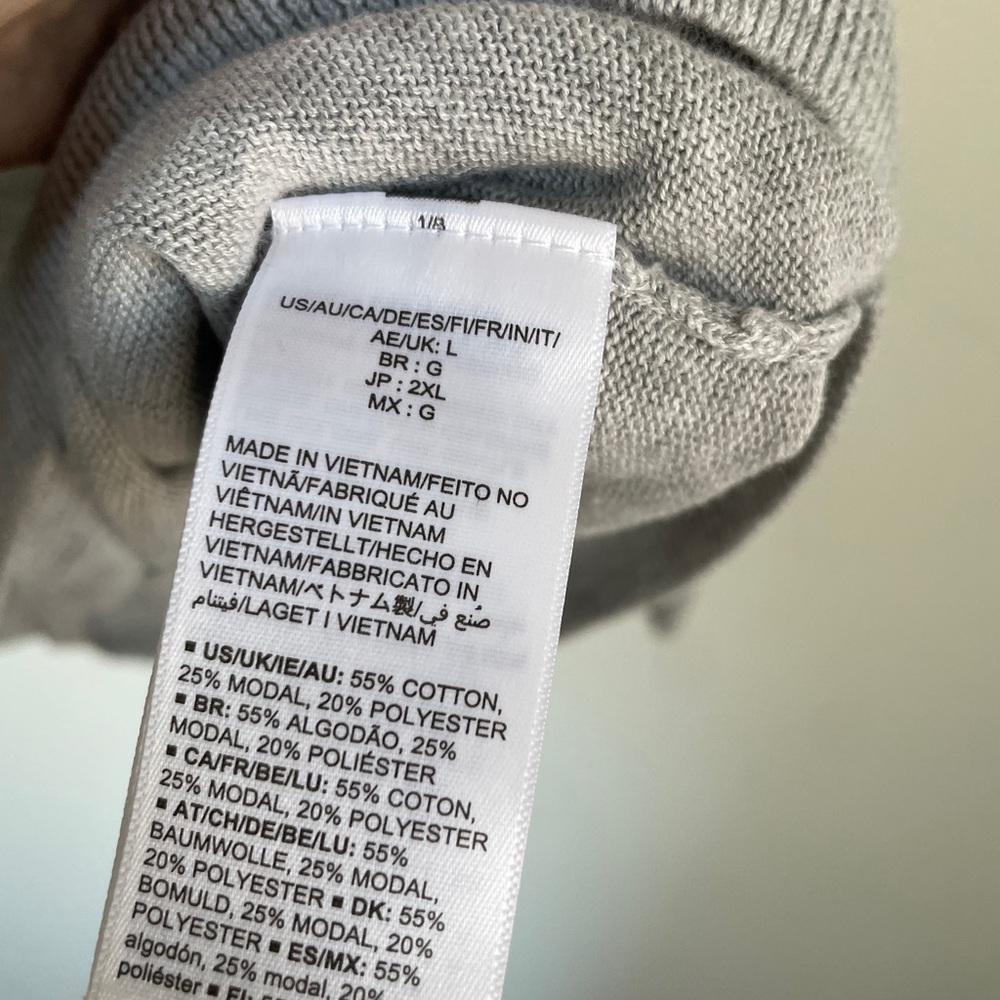 1/8
US/AU/CA/DE/ES/FI/FR/IN/IT/
AE/UK: L
BR : G
JP : 2XL
MX : G
MADE IN VIETNAM/FEITO NO
VIETNÃ/FABRIQUÉ AU
VIÊTNAM/IN VIETNAM
HERGESTELLT/HECHO EN
VIETNAM/FABBRICATO IN
VIETNAM/ベトナム製/صُنع في
فيتنام/LAGET I VIETNAM
▪ US/UK/IE/AU: 55% COTTON,
25% MODAL, 20% POLYESTER
▪ BR: 55% ALGODÃO, 25%
MODAL, 20% POLIÉSTER
▪ CA/FR/BE/LU: 55% COTON,
25% MODAL, 20% POLYESTER
▪ AT/CH/DE/BE/LU: 55%
BAUMWOLLE, 25% MODAL,
20% POLYESTER ▪ DK: 55%
BOMULD, 25% MODAL, 20%
POLYESTER ▪ ES/MX: 55%
algodón, 25% modal, 20%
poliéster ▪ FI: